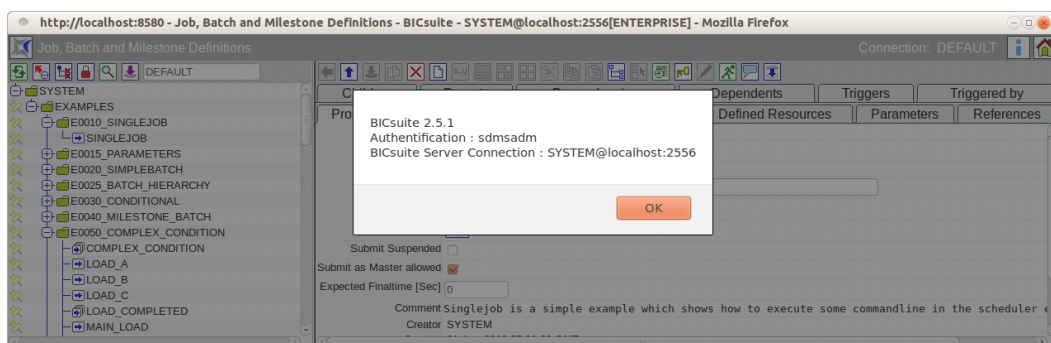 http://localhost:8580 - Job, Batch and Milestone Definitions - BICsuite - SYSTEM@localhost:2556[ENTERPRISE] - Mozilla Firefox
Job, Batch and Milestone Definitions
Connection: DEFAULT
DEFAULT
SYSTEM
EXAMPLES
E0010_SINGLEJOB
SINGLEJOB
E0015_PARAMETERS
E0020_SIMPLEBATCH
E0025_BATCH_HIERARCHY
E0030_CONDITIONAL
E0040_MILESTONE_BATCH
E0050_COMPLEX_CONDITION
COMPLEX_CONDITION
LOAD_A
LOAD_B
LOAD_C
LOAD_COMPLETED
MAIN_LOAD
Dependents Triggers Triggered by
Pro
Defined Resources Parameters References
BICsuite 2.5.1
Authentification : sdmsadm
BICsuite Server Connection : SYSTEM@localhost:2556
OK
Submit Suspended
Submit as Master allowed
Expected Finaltime [Sec] 0
Comment Singlejob is a simple example which shows how to execute some commandline in the scheduler
Creator SYSTEM